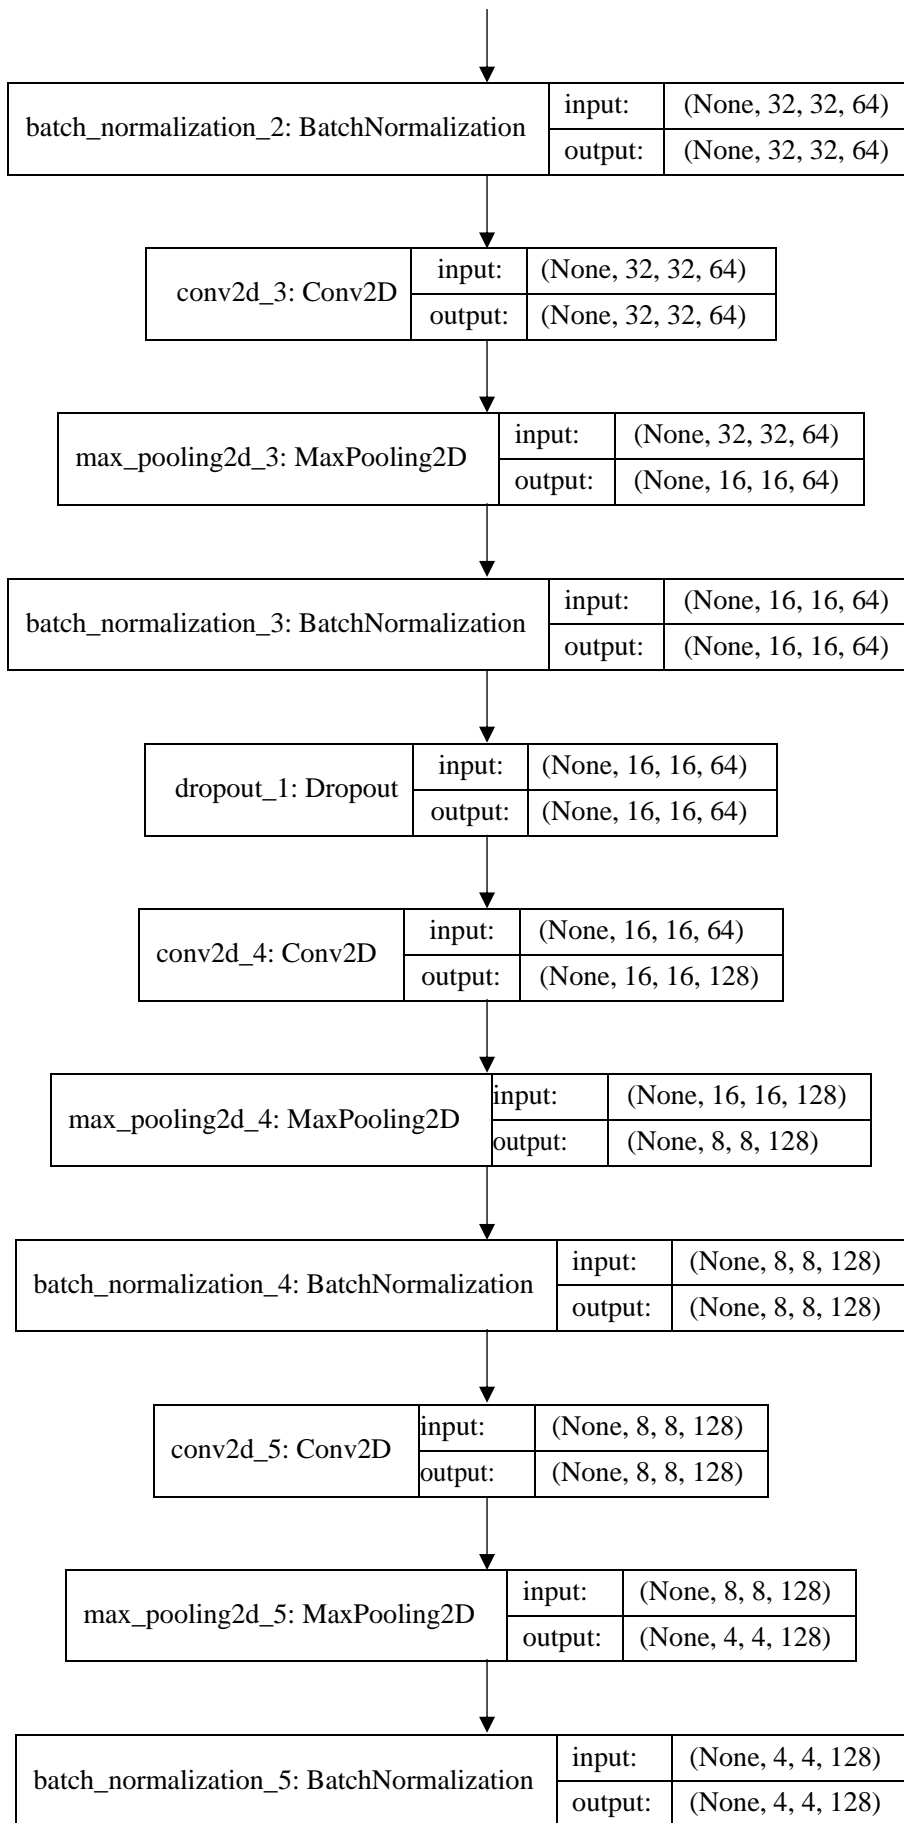 batch_normalization_2: BatchNormalization
input: (None, 32, 32, 64)
output: (None, 32, 32, 64)
conv2d_3: Conv2D
input: (None, 32, 32, 64)
output: (None, 32, 32, 64)
max_pooling2d_3: MaxPooling2D
input: (None, 32, 32, 64)
output: (None, 16, 16, 64)
batch_normalization_3: BatchNormalization
input: (None, 16, 16, 64)
output: (None, 16, 16, 64)
dropout_1: Dropout
input: (None, 16, 16, 64)
output: (None, 16, 16, 64)
conv2d_4: Conv2D
input: (None, 16, 16, 64)
output: (None, 16, 16, 128)
max_pooling2d_4: MaxPooling2D
input: (None, 16, 16, 128)
output: (None, 8, 8, 128)
batch_normalization_4: BatchNormalization
input: (None, 8, 8, 128)
output: (None, 8, 8, 128)
conv2d_5: Conv2D
input: (None, 8, 8, 128)
output: (None, 8, 8, 128)
max_pooling2d_5: MaxPooling2D
input: (None, 8, 8, 128)
output: (None, 4, 4, 128)
batch_normalization_5: BatchNormalization
input: (None, 4, 4, 128)
output: (None, 4, 4, 128)